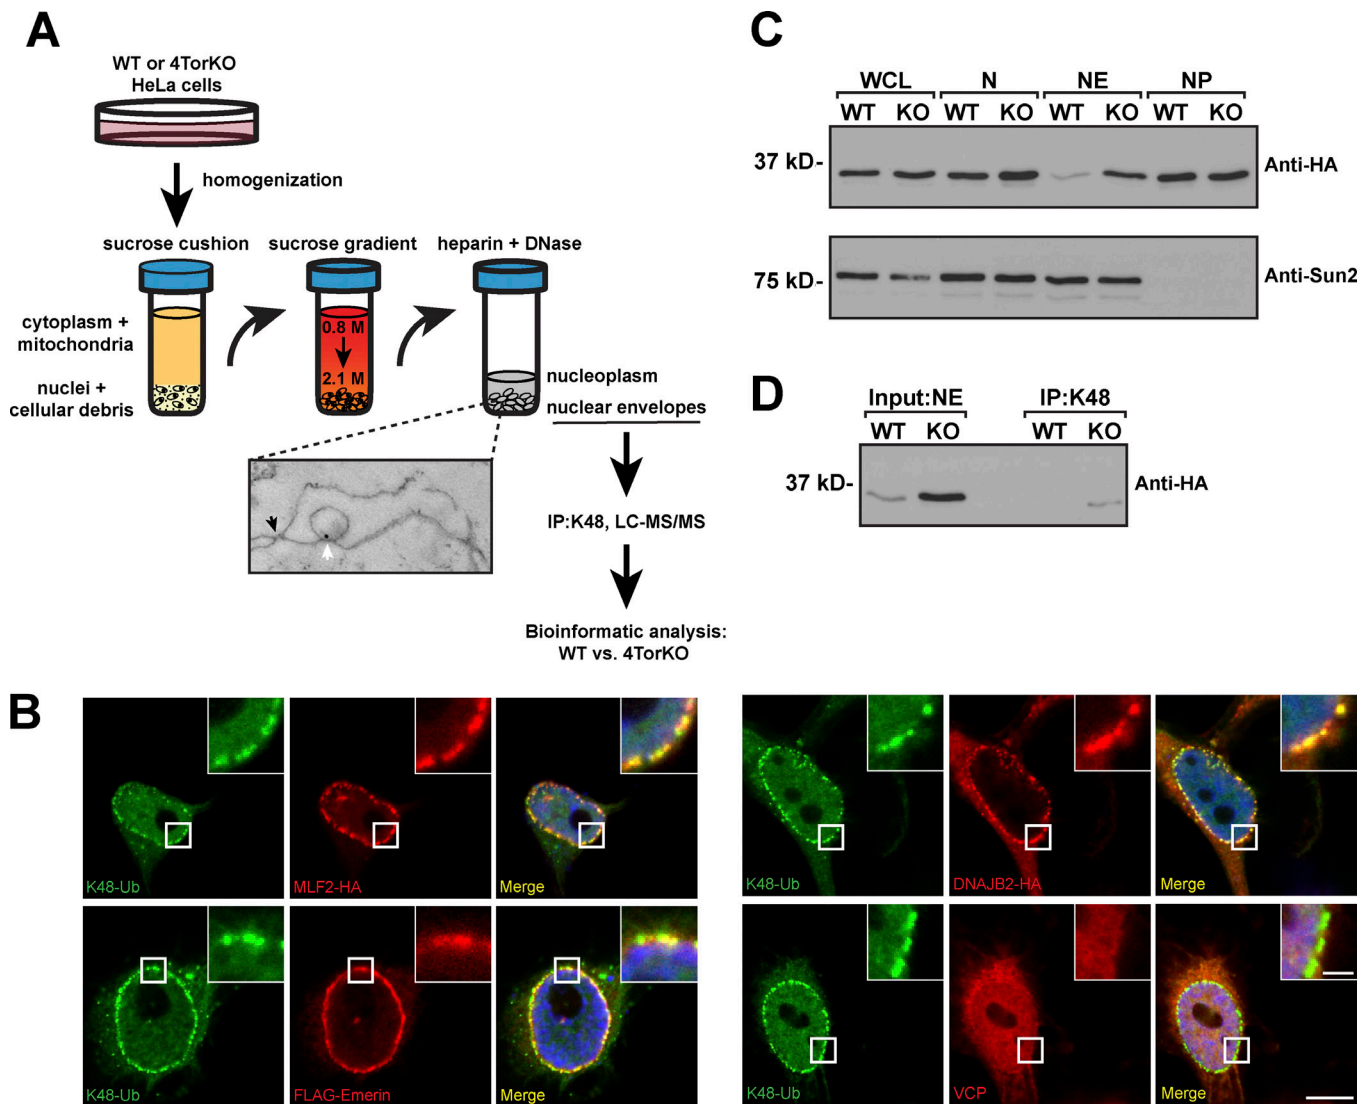 A
WT or 4TorKO
HeLa cells
homogenization
sucrose cushion
sucrose gradient
heparin + DNase
cytoplasm +
mitochondria
nuclei +
cellular debris
0.8 M
2.1 M
nucleoplasm
nuclear envelopes
IP:K48, LC-MS/MS
Bioinformatic analysis:
WT vs. 4TorKO
C
WCL N NE NP
WT KO WT KO WT KO WT KO
37 kD-
Anti-HA
75 kD-
Anti-Sun2
D
Input:NE IP:K48
WT KO WT KO
37 kD-
Anti-HA
B
K48-Ub
MLF2-HA
Merge
K48-Ub
DNAJB2-HA
Merge
K48-Ub
FLAG-Emerin
Merge
K48-Ub
VCP
Merge